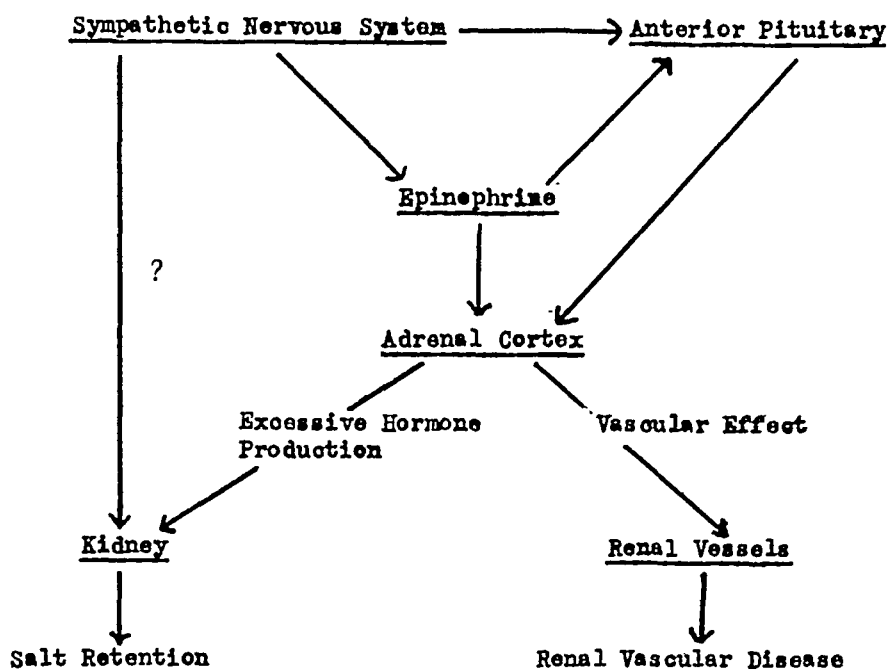 Sympathetic Nervous System
Anterior Pituitary
Epinephrine
?
Adrenal Cortex
Excessive Hormone
Production
Vascular Effect
Kidney
Renal Vessels
Salt Retention
Renal Vascular Disease